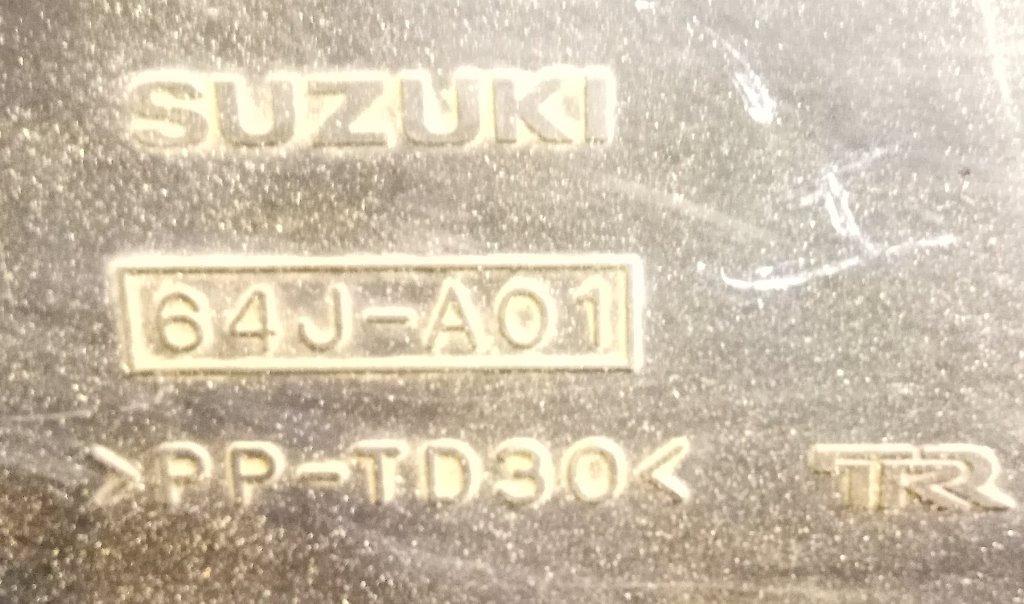 SUZUKI
64J-A01
>PP-TD30< TR